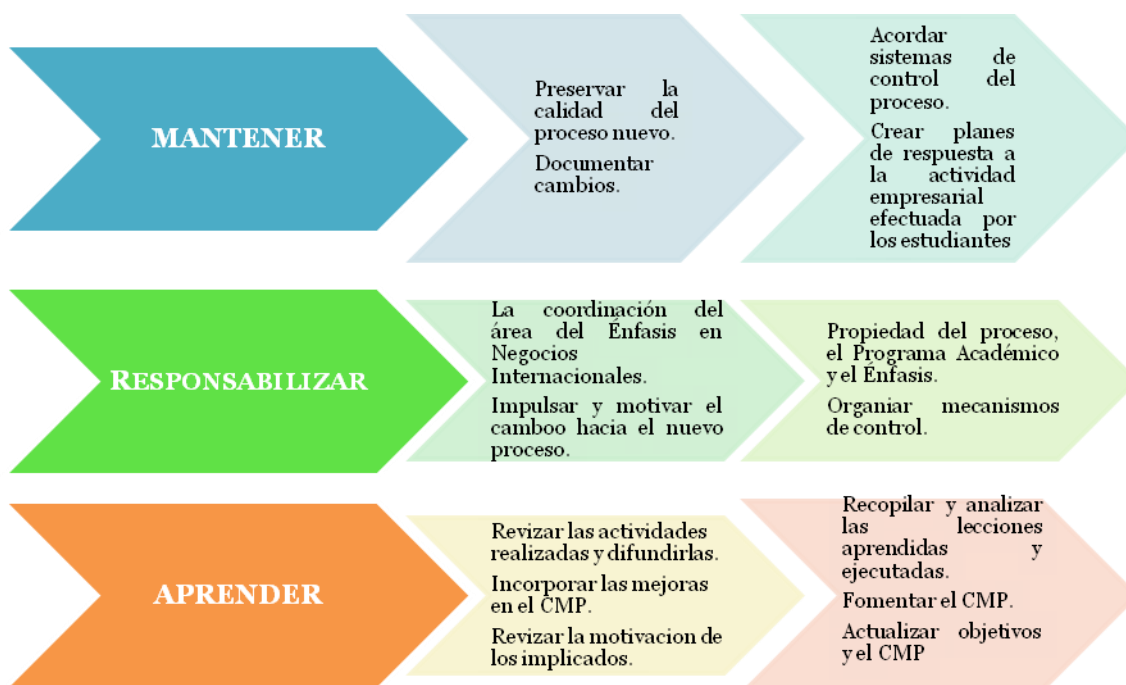 MANTENER
Preservar la
calidad del
proceso nuevo.
Documentar
cambios.
Acordar
sistemas de
control del
proceso.
Crear planes
de respuesta a
la actividad
empresarial
efectuada por
los estudiantes
RESPONSABILIZAR
La coordinación del
área del Énfasis en
Negocios
Internacionales.
Impulsar y motivar el
camboo hacia el nuevo
proceso.
Propiedad del proceso,
el Programa Académico
y el Énfasis.
Organiar mecanismos
de control.
APRENDER
Revizar las actividades
realizadas y difundirlas.
Incorporar las mejoras
en el CMP.
Revizar la motivacion de
los implicados.
Recopilar y analizar
las lecciones
aprendidas y
ejecutadas.
Fomentar el CMP.
Actualizar objetivos
y el CMP